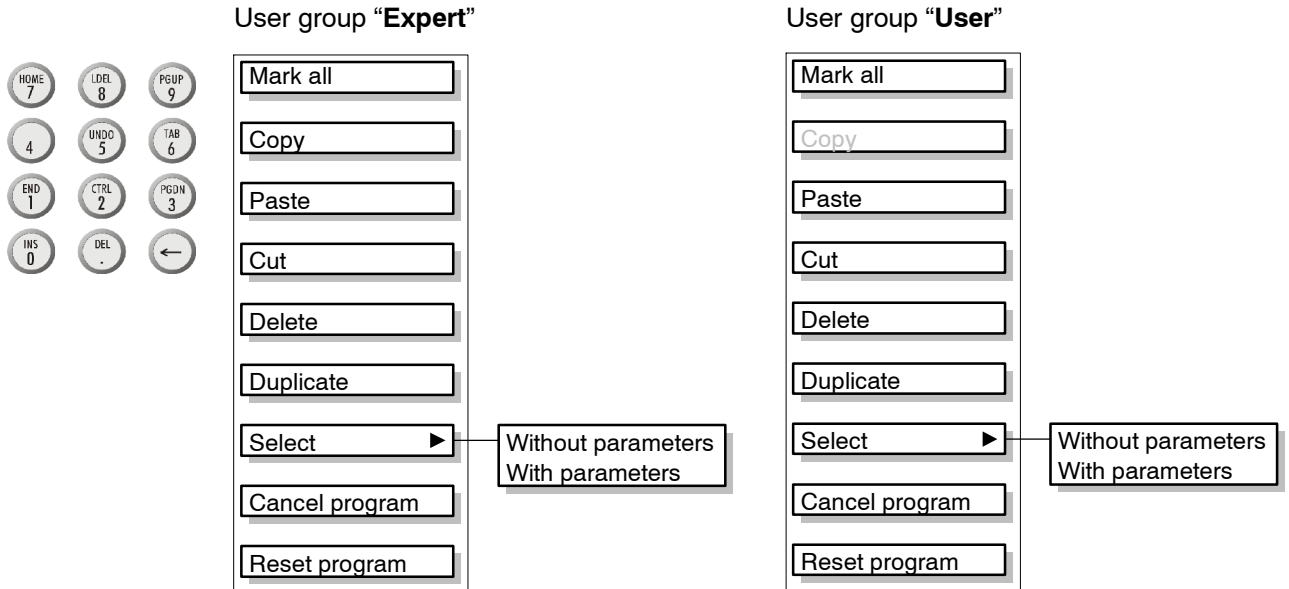 User group “Expert”
User group “User”
HOME
7
LDEL
8
PGUP
9
4
UNDO
5
TAB
6
END
1
CTRL
2
PGDN
3
INS
0
DEL
.
←
Mark all
Copy
Paste
Cut
Delete
Duplicate
Select ►
Without parameters
With parameters
Cancel program
Reset program
Mark all
Copy
Paste
Cut
Delete
Duplicate
Select ►
Without parameters
With parameters
Cancel program
Reset program